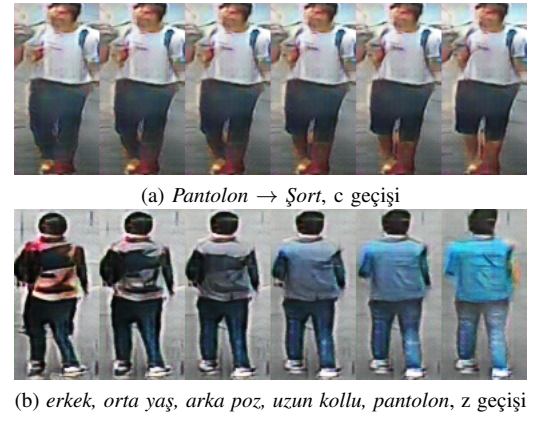 (a) Pantolon → Şort, c geçişi
(b) erkek, orta yaş, arka poz, uzun kollu, pantolon, z geçişi